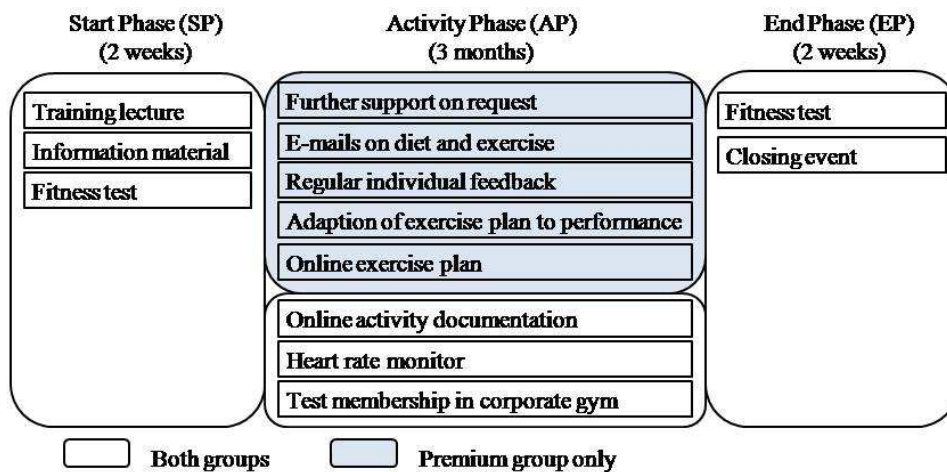 Start Phase (SP)
(2 weeks)
Activity Phase (AP)
(3 months)
End Phase (EP)
(2 weeks)
Training lecture
Information material
Fitness test
Further support on request
E-mails on diet and exercise
Regular individual feedback
Adaption of exercise plan to performance
Online exercise plan
Online activity documentation
Heart rate monitor
Test membership in corporate gym
Fitness test
Closing event
Both groups
Premium group only